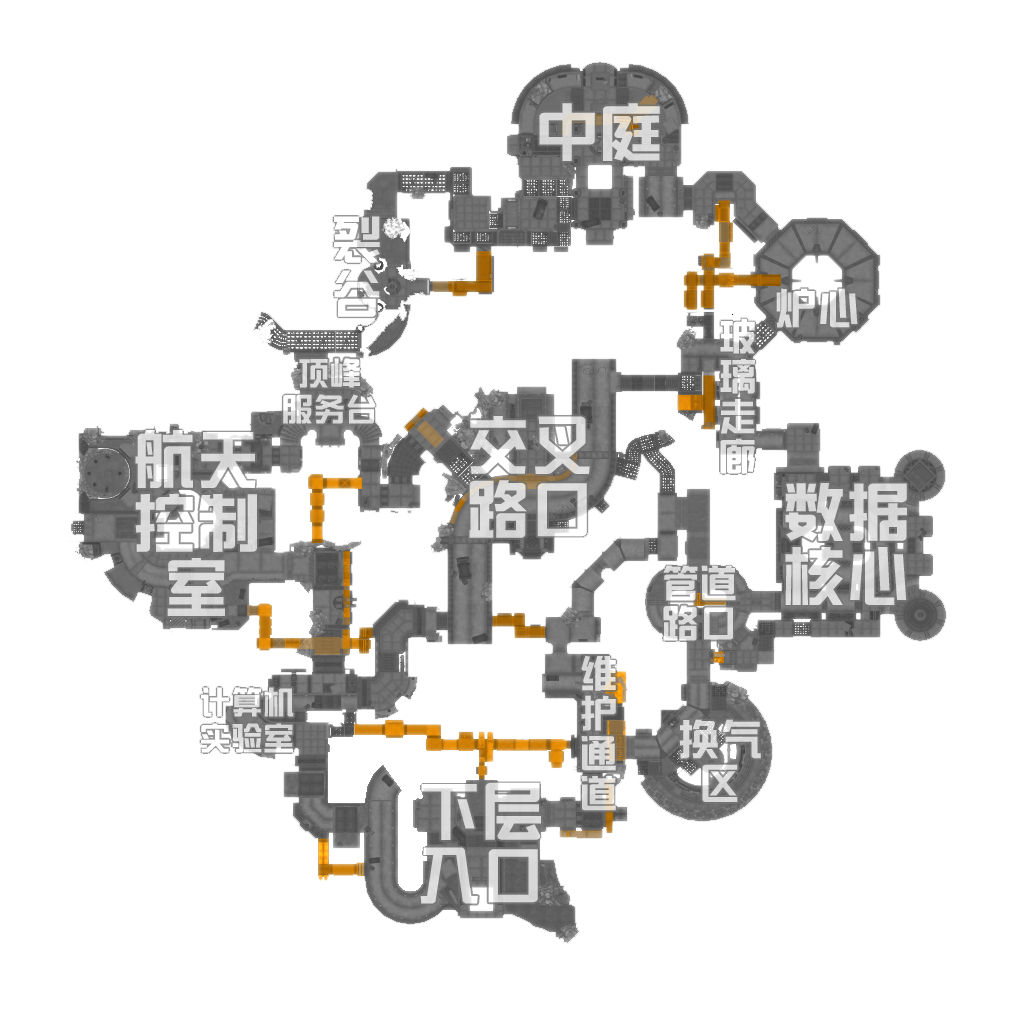 中庭
裂谷
炉心
玻璃走廊
顶峰
服务台
交叉
路口
航天
控制
室
数据
核心
管道
路口
维护通道
计算机
实验室
换气
区
下层
入口